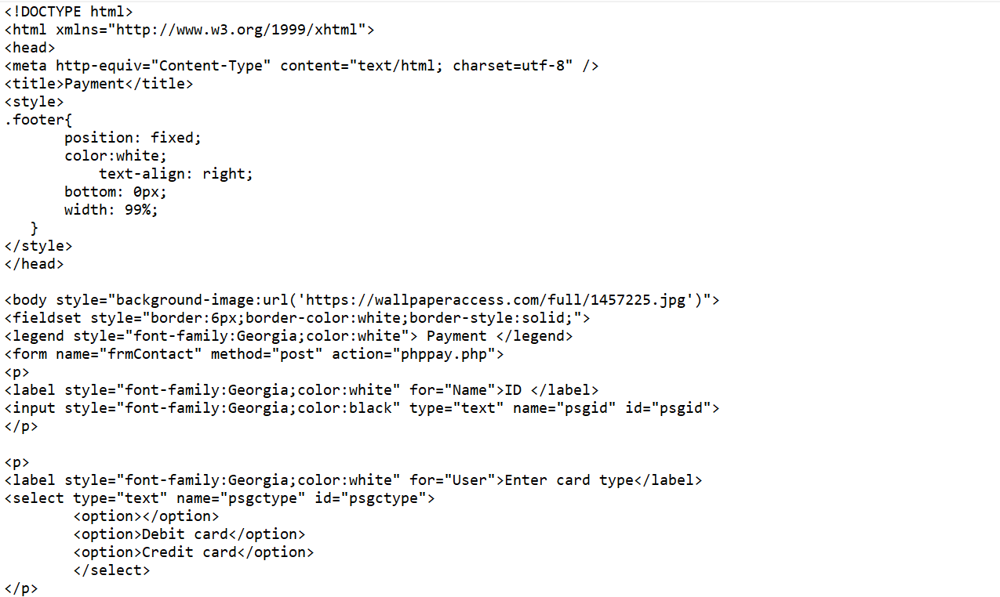 <!DOCTYPE html>
<html xmlns="http://www.w3.org/1999/xhtml">
<head>
<meta http-equiv="Content-Type" content="text/html; charset=utf-8" />
<title>Payment</title>
<style>
.footer{
       position: fixed;
       color:white;
           text-align: right;
       bottom: 0px;
       width: 99%;
   }
</style>
</head>

<body style="background-image:url('https://wallpaperaccess.com/full/1457225.jpg')">
<fieldset style="border:6px;border-color:white;border-style:solid;">
<legend style="font-family:Georgia;color:white"> Payment </legend>
<form name="frmContact" method="post" action="phppay.php">
<p>
<label style="font-family:Georgia;color:white" for="Name">ID </label>
<input style="font-family:Georgia;color:black" type="text" name="psgid" id="psgid">
</p>

<p>
<label style="font-family:Georgia;color:white" for="User">Enter card type</label>
<select type="text" name="psgctype" id="psgctype">
        <option></option>
        <option>Debit card</option>
        <option>Credit card</option>
        </select>
</p>